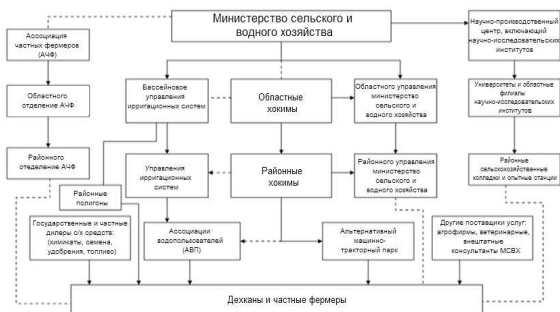 Министерство сельского и
водного хозяйства
Ассоциация
частных фермеров
(АЧФ)
Научно-производственный
центр, включающий
научно-исследовательских
институтов
Областного
отделение АЧФ
Бассейновое
управления
ирригационных систем
Областные
хокимы
Областного управления
министерство
сельского и
водного хозяйства
Университеты и областные
филиалы
научно-исследовательских
институтов
Районного
отеделение АЧФ
Управления
ирригационных
систем
Районные
хокимы
Районного управления
министерство
сельского и
водного хозяйства
Районные
сельскохозяйственные
колледжи и опытные станции
Районные
полигоны
Государственные и частные
дилеры с/х средств:
(химикаты, семена,
удобрения, топливо)
Ассоциации
водопользователей
(АВП)
Альтернативный
машинно-
тракторный парк
Другие поставщики услуг:
агрофирмы, ветеринарные,
внештатные
консультанты МСВХ
Дехканы и частные фермеры